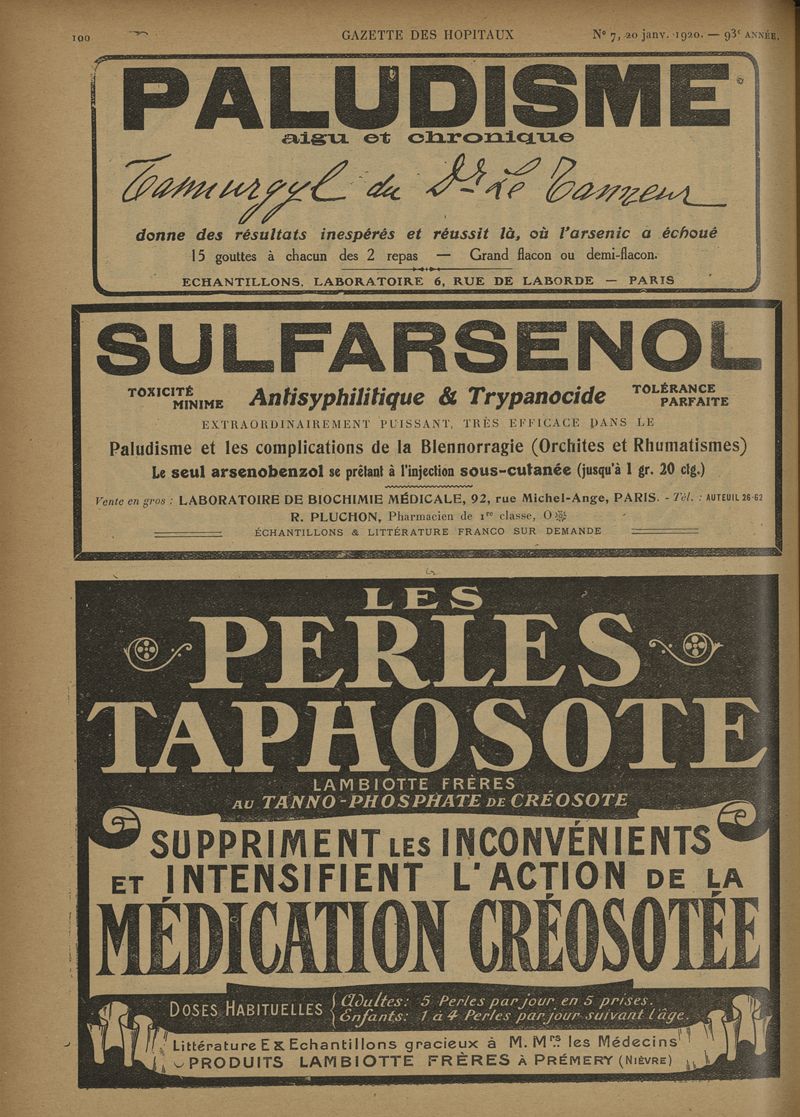 100
GAZETTE DES HOPITAUX
N° 7, 20 janv. 1920. — 93e ANNÉE.
PALUDISME
aigu et chronique
Tannurgyl du Dr Le Tanneur
donne des résultats inespérés et réussit là, où l'arsenic a échoué
15 gouttes à chacun des 2 repas — Grand flacon ou demi-flacon.
ECHANTILLONS. LABORATOIRE 6, RUE DE LABORDE — PARIS
SULFARSENOL
TOXICITÉ MINIME
Antisyphilitique & Trypanocide
TOLÉRANCE PARFAITE
EXTRAORDINAIREMENT PUISSANT, TRÈS EFFICACE DANS LE
Paludisme et les complications de la Blennorragie (Orchites et Rhumatismes)
Le seul arsenobenzol se prêtant à l'injection sous-cutanée (jusqu'à 1 gr. 20 ctg.)
Vente en gros : LABORATOIRE DE BIOCHIMIE MÉDICALE, 92, rue Michel-Ange, PARIS. - Tél. : AUTEUIL 26-62
R. PLUCHON, Pharmacien de 1re classe, O
ÉCHANTILLONS & LITTÉRATURE FRANCO SUR DEMANDE
LES
PERLES
TAPHOSOTE
LAMBIOTTE FRÈRES
AU TANNO-PHOSPHATE DE CRÉOSOTE
SUPPRIMENT LES INCONVÉNIENTS
ET INTENSIFIENT L'ACTION DE LA
MÉDICATION CRÉOSOTÉE
DOSES HABITUELLES
Adultes: 5 Perles par jour en 5 prises.
Enfants: 1 à 4 Perles par jour suivant l'âge.
Littérature E & Echantillons gracieux à M. Mrs les Médecins
PRODUITS LAMBIOTTE FRÈRES À PRÉMERY (NIÈVRE)